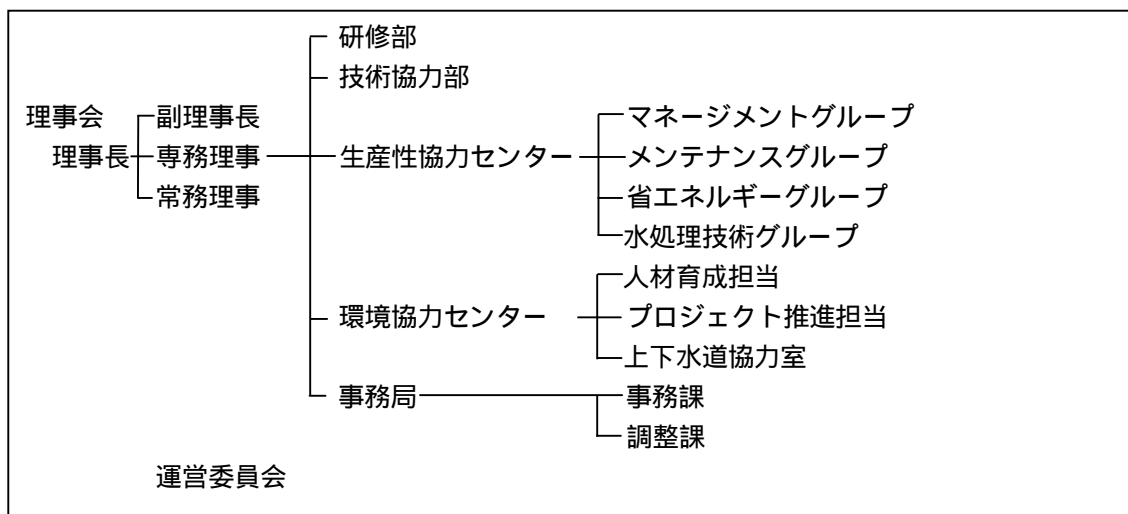 研修部
技術協力部
理事会
副理事長
マネージメントグループ
理事長
専務理事
生産性協力センター
メンテナンスグループ
常務理事
省エネルギーグループ
水処理技術グループ
人材育成担当
環境協力センター
プロジェクト推進担当
上下水道協力室
事務局
事務課
調整課
運営委員会